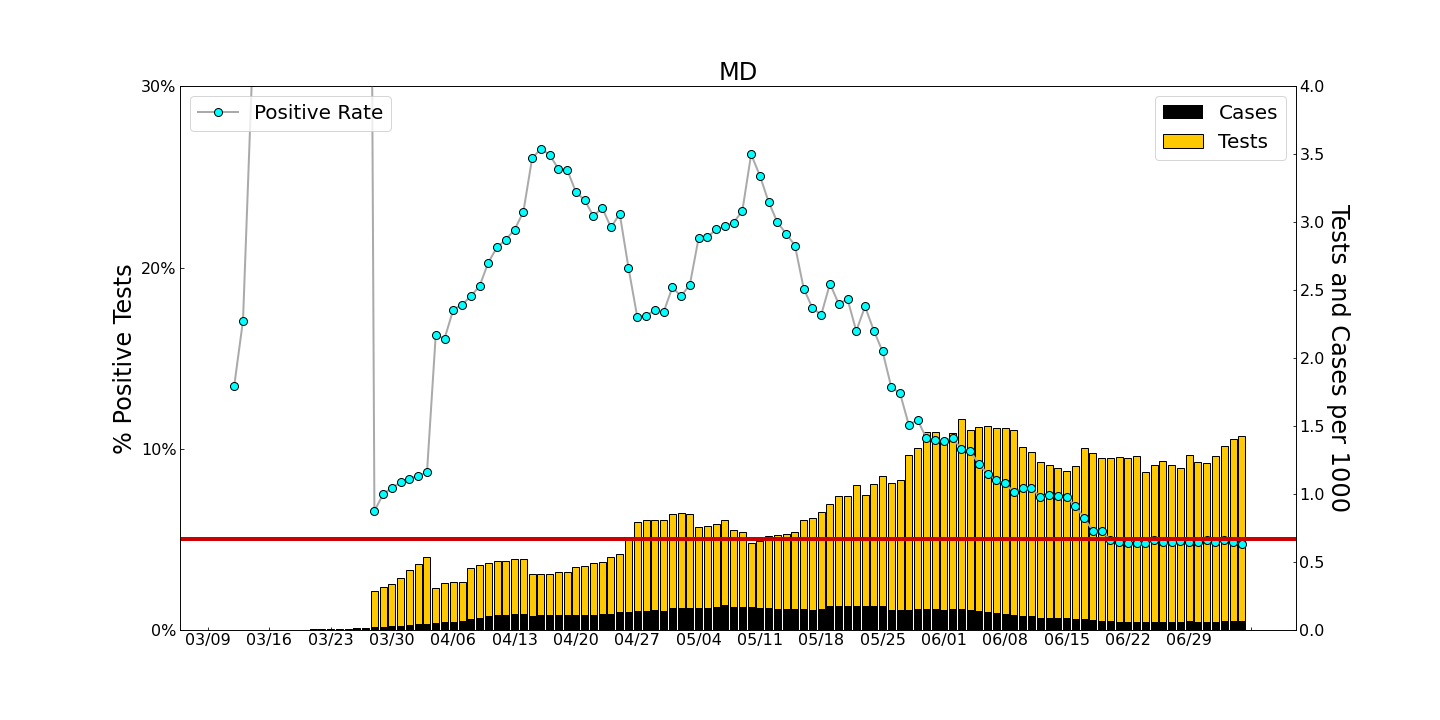 MD
30%
20%
10%
0%
% Positive Tests
Positive Rate
Cases
Tests
4.0
3.5
3.0
2.5
2.0
1.5
1.0
0.5
0.0
Tests and Cases per 1000
03/09 03/16 03/23 03/30 04/06 04/13 04/20 04/27 05/04 05/11 05/18 05/25 06/01 06/08 06/15 06/22 06/29